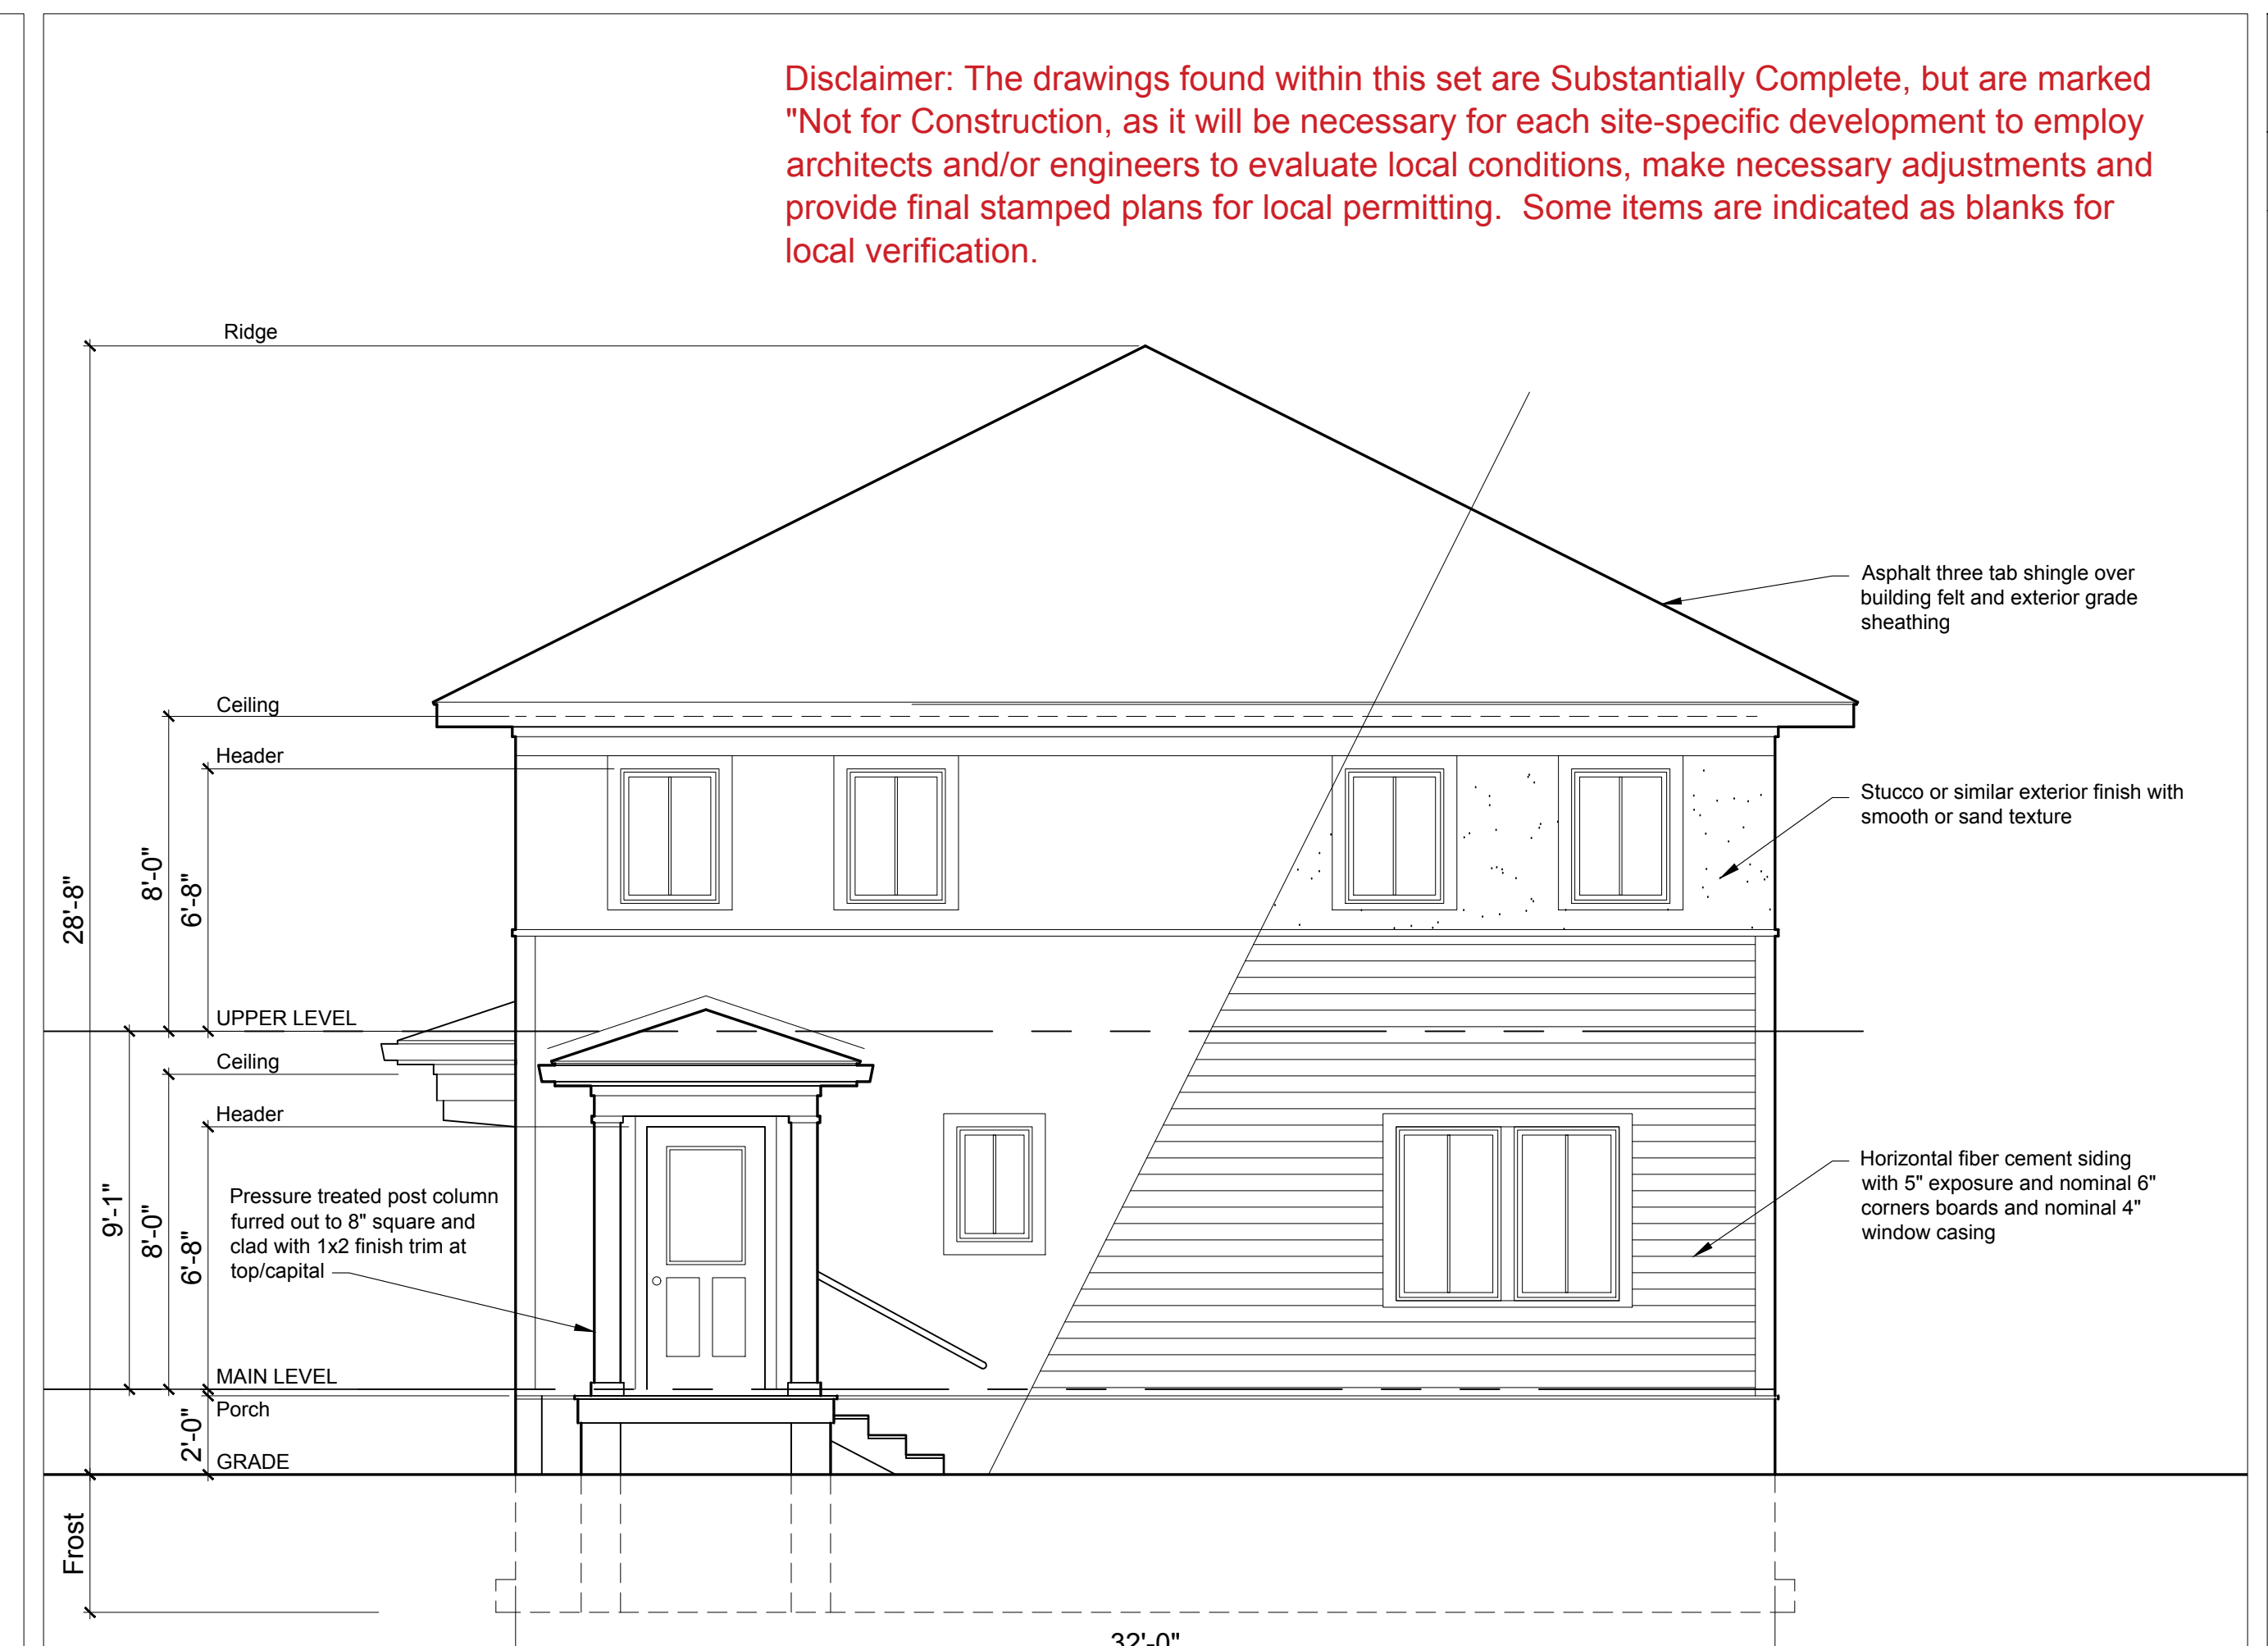 Disclaimer: The drawings found within this set are Substantially Complete, but are marked
"Not for Construction, as it will be necessary for each site-specific development to employ
architects and/or engineers to evaluate local conditions, make necessary adjustments and
provide final stamped plans for local permitting.  Some items are indicated as blanks for
local verification.
Ridge
Asphalt three tab shingle over
building felt and exterior grade
sheathing
Ceiling
Header
Stucco or similar exterior finish with
smooth or sand texture
28'-8"
8'-0"
6'-8"
UPPER LEVEL
Ceiling
Header
Pressure treated post column
furred out to 8" square and
clad with 1x2 finish trim at
top/capital
Horizontal fiber cement siding
with 5" exposure and nominal 6"
corners boards and nominal 4"
window casing
9'-1"
8'-0"
6'-8"
MAIN LEVEL
Porch
2'-0"
GRADE
Frost
32'-0"